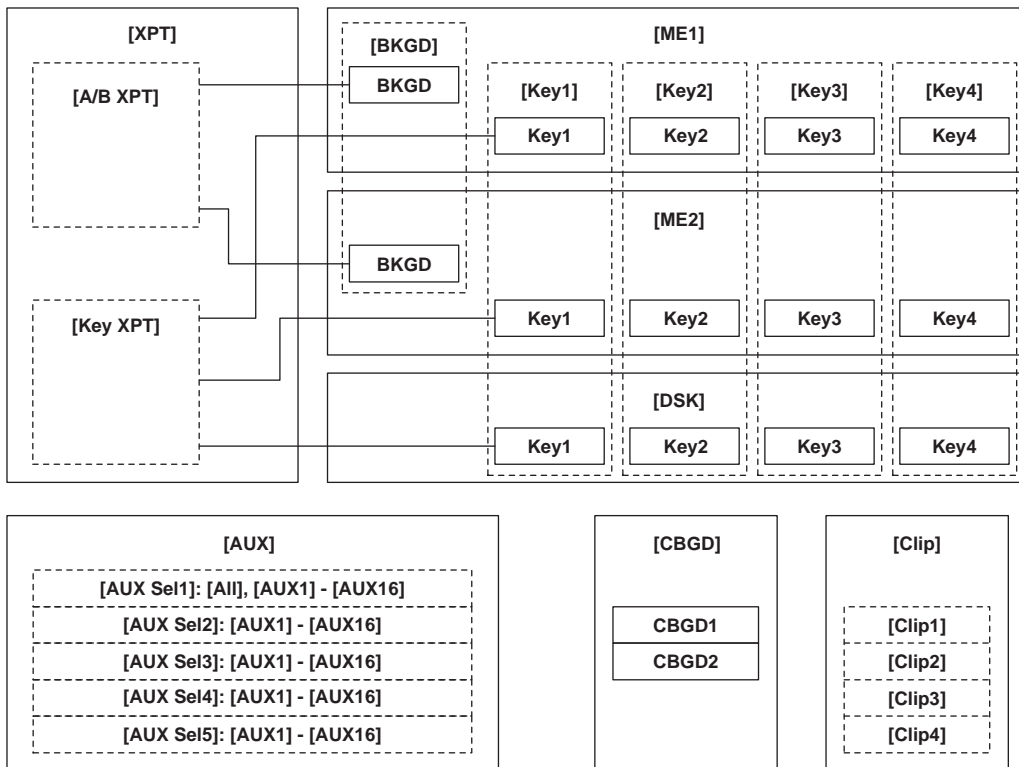 [XPT]
[A/B XPT]
[Key XPT]
[BKGD]
BKGD
BKGD
[ME1]
[Key1]
[Key2]
[Key3]
[Key4]
Key1
Key2
Key3
Key4
[ME2]
Key1
Key2
Key3
Key4
[DSK]
Key1
Key2
Key3
Key4
[AUX]
[AUX Sel1]: [All], [AUX1] - [AUX16]
[AUX Sel2]: [AUX1] - [AUX16]
[AUX Sel3]: [AUX1] - [AUX16]
[AUX Sel4]: [AUX1] - [AUX16]
[AUX Sel5]: [AUX1] - [AUX16]
[CBGD]
CBGD1
CBGD2
[Clip]
[Clip1]
[Clip2]
[Clip3]
[Clip4]